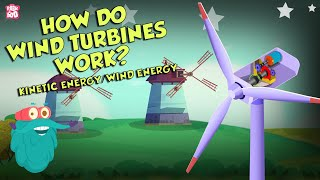 HOW DO
WIND TURBINES
WORK?
KINETIC ENERGY WIND ENERGY